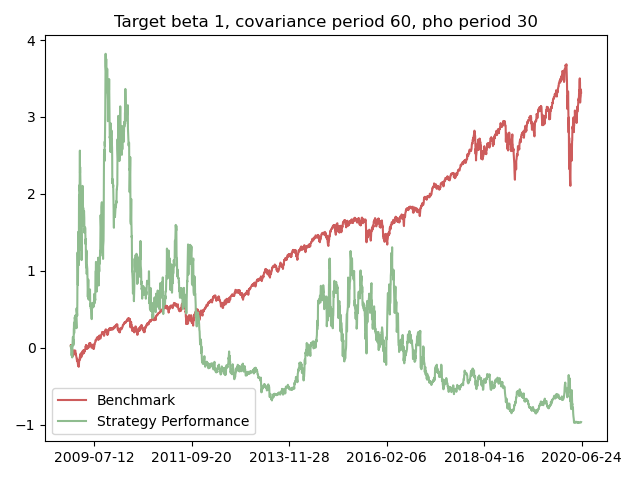 Target beta 1, covariance period 60, pho period 30
4
3
2
1
0
−1
Benchmark
Strategy Performance
2009-07-12 2011-09-20 2013-11-28 2016-02-06 2018-04-16 2020-06-24